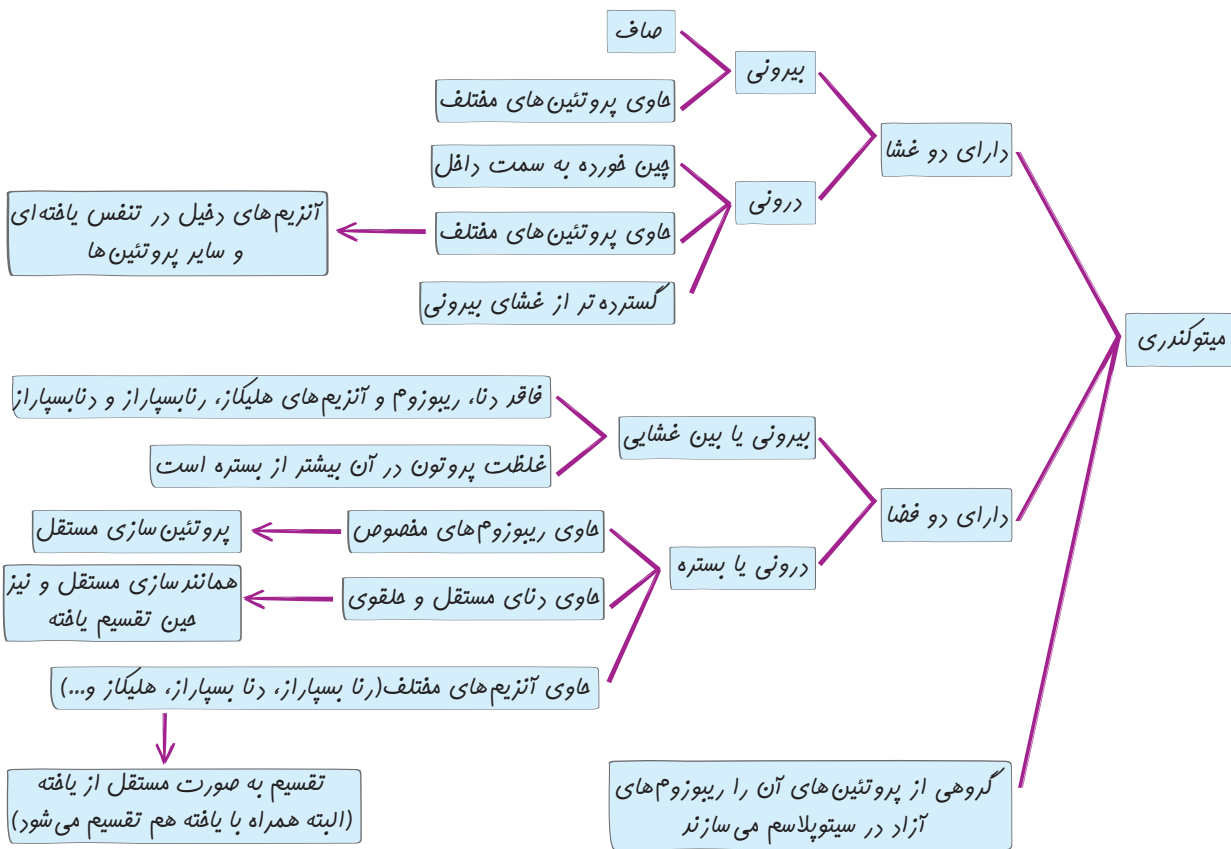 میتوکندری
دارای دو غشا
بیرونی
صاف
حاوی پروتئین‌های مختلف
درونی
چین خورده به سمت داخل
حاوی پروتئین‌های مختلف
آنزیم‌های دخیل در تنفس یاخته‌ای
و سایر پروتئین‌ها
گسترده‌تر از غشای بیرونی
دارای دو فضا
بیرونی یا بین غشایی
فاقد دنا، ریبوزوم و آنزیم‌های هلیکاز، رنابسپاراز و دنابسپاراز
غلظت پروتون در آن بیشتر از بستره است
درونی یا بستره
حاوی ریبوزوم‌های مخصوص
پروتئین‌سازی مستقل
حاوی دنای مستقل و حلقوی
همانندسازی مستقل و نیز
حین تقسیم یاخته
حاوی آنزیم‌های مختلف(رنا بسپاراز، دنا بسپاراز، هلیکاز و...)
تقسیم به صورت مستقل از یاخته
(البته همراه با یاخته هم تقسیم می‌شود)
گروهی از پروتئین‌های آن را ریبوزوم‌های
آزاد در سیتوپلاسم می‌سازند